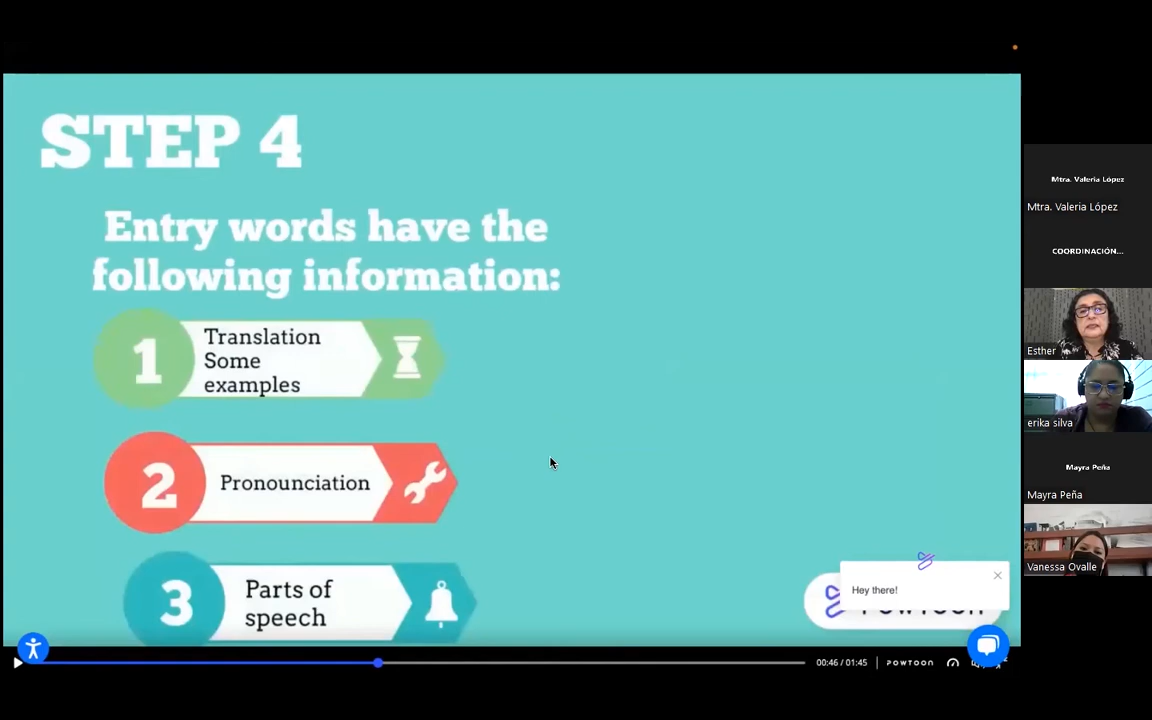 STEP 4
Entry words have the
following information:
1
Translation
Some
examples
2
Pronounciation
3
Parts of
speech
Hey there!
POWTOON
00:46 / 01:45
POWTOON
Mtra. Valeria López
Mtra. Valeria López
COORDINACIÓN...
Esther
erika silva
Mayra Peña
Mayra Peña
Vanessa Ovalle